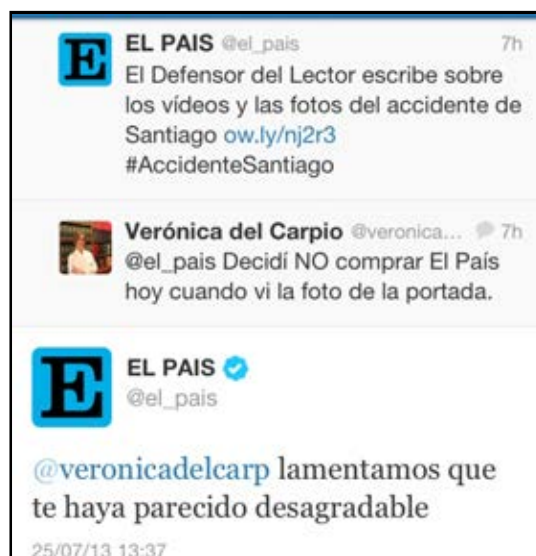 E EL PAIS @el_pais 7h
El Defensor del Lector escribe sobre
los vídeos y las fotos del accidente de
Santiago ow.ly/nj2r3
#AccidenteSantiago
Verónica del Carpio @veronica... 7h
@el_pais Decidí NO comprar El País
hoy cuando vi la foto de la portada.
E EL PAIS
@el_pais
@veronicadelcarp lamentamos que
te haya parecido desagradable
25/07/13 13:37